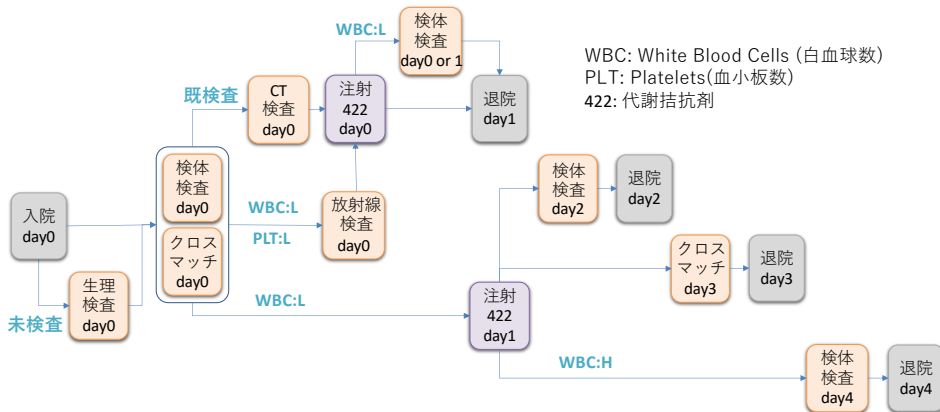 WBC:L
検体
検査
day0 or 1
WBC: White Blood Cells (白血球数)
PLT: Platelets(血小板数)
422: 代謝拮抗剤
既検査
CT
検査
day0
注射
422
day0
退院
day1
検体
検査
day0
クロス
マッチ
day0
WBC:L
PLT:L
放射線
検査
day0
検体
検査
day2
退院
day2
入院
day0
生理
検査
day0
未検査
WBC:L
注射
422
day1
クロス
マッチ
day3
退院
day3
WBC:H
検体
検査
day4
退院
day4